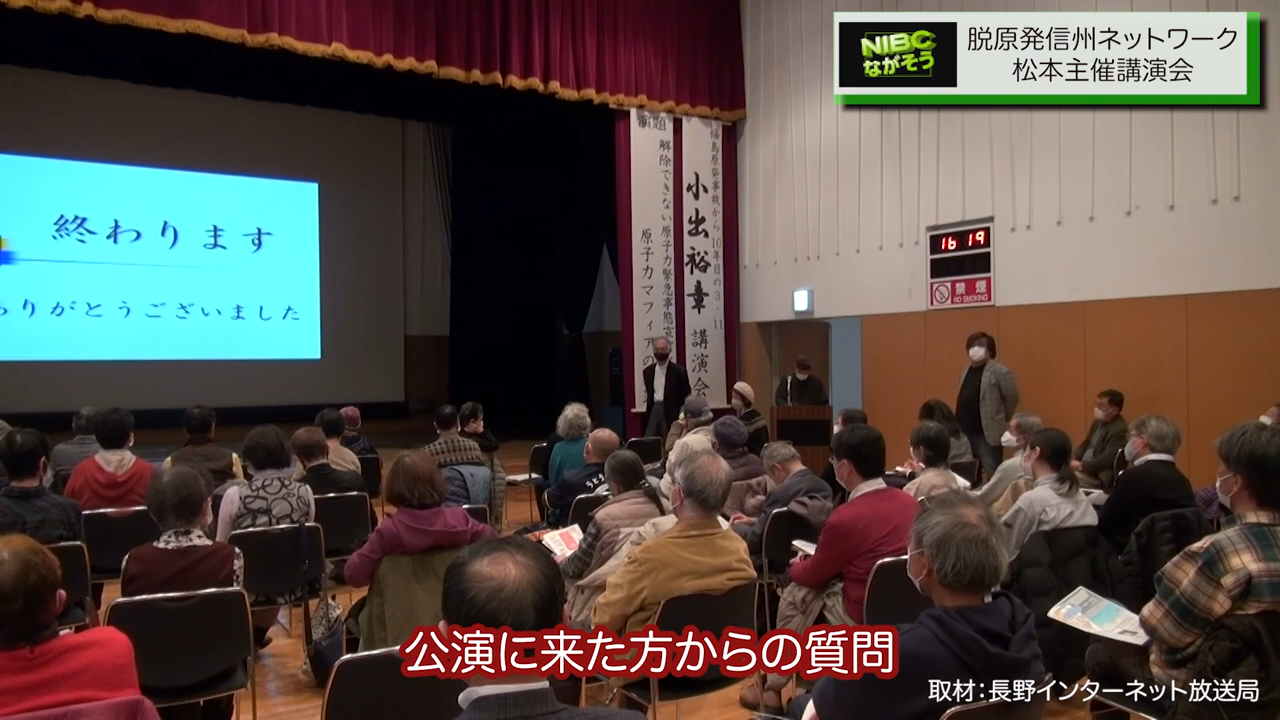 NIBC
ながそう
脱原発信州ネットワーク
松本主催講演会
終わります
ありがとうございました
福島原発事故から10年目の3・11
小出裕章 講演会
演題
解除できない原子力緊急事態宣
原子力マフィアの
16 19
禁煙
NO SMOKING
公演に来た方からの質問
取材：長野インターネット放送局